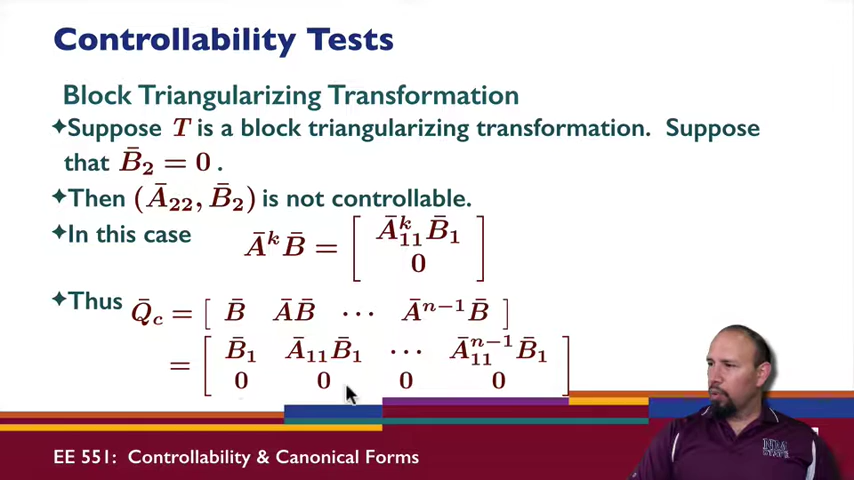 Controllability Tests
Block Triangularizing Transformation
✦Suppose T is a block triangularizing transformation. Suppose
that B̄₂ = 0 .
✦Then (Ā₂₂, B̄₂) is not controllable.
✦In this case Āᵏ B̄ = [ Ā₁₁ᵏ B̄₁ ; 0 ]
✦Thus Q̄_c = [ B̄ ĀB̄ ⋯ Āⁿ⁻¹B̄ ]
= [ B̄₁ Ā₁₁B̄₁ ⋯ Ā₁₁ⁿ⁻¹B̄₁ ; 0 0 0 0 ]
EE 551: Controllability & Canonical Forms